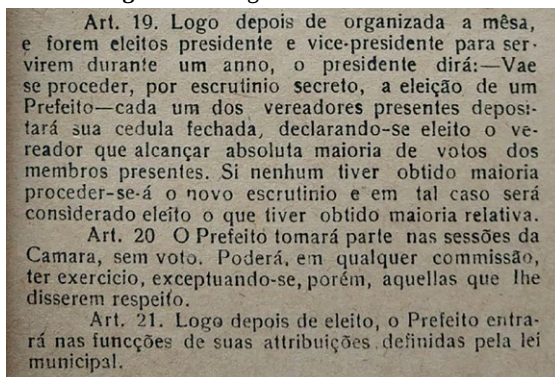 Art. 19. Logo depois de organizada a mêsa,
e forem eleitos presidente e vice-presidente para ser-
virem durante um anno, o presidente dirá:—Vae
se proceder, por escrutinio secreto, a eleição de um
Prefeito—cada um dos vereadores presentes deposi-
tará sua cedula fechada, declarando-se eleito o ve-
reador que alcançar absoluta maioria de votos dos
membros presentes. Si nenhum tiver obtido maioria
proceder-se-á o novo escrutinio e em tal caso será
considerado eleito o que tiver obtido maioria relativa.
Art. 20 O Prefeito tomará parte nas sessões da
Camara, sem voto. Poderá, em qualquer commissão,
ter exercicio, exceptuando-se, porém, aquellas que lhe
disserem respeito.
Art. 21. Logo depois de eleito, o Prefeito entra-
rá nas funcções de suas attribuições definidas pela lei
municipal.